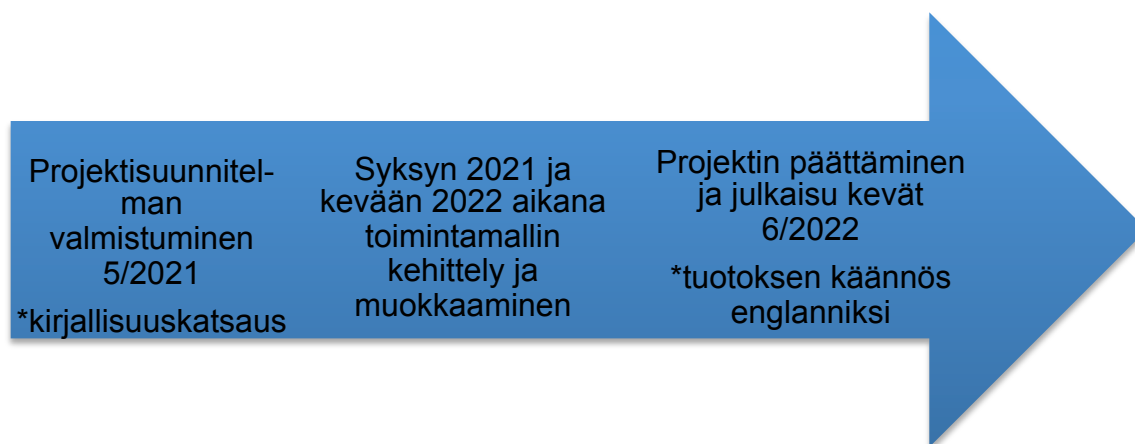 Projektisuunnitel-
man
valmistuminen
5/2021
*kirjallisuuskatsaus
Syksyn 2021 ja
kevään 2022 aikana
toimintamallin
kehittely ja
muokkaaminen
Projektin päättäminen
ja julkaisu kevät
6/2022
*tuotoksen käännös
englanniksi